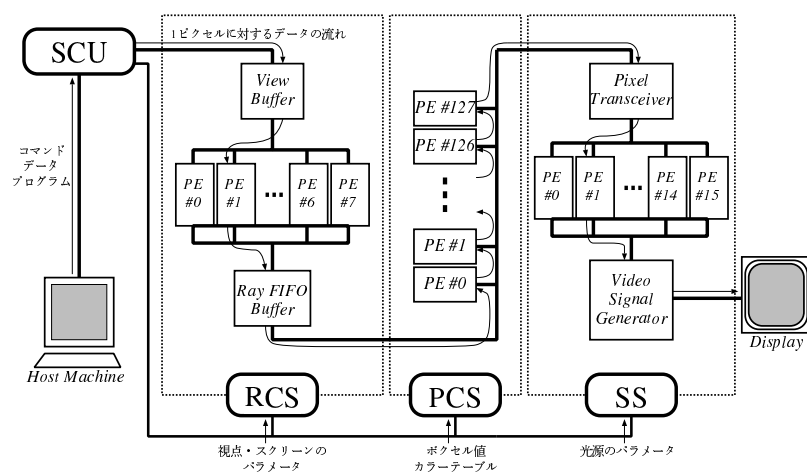 SCU
1ピクセルに対するデータの流れ
View
Buffer
PE
#0
PE
#1
...
PE
#6
PE
#7
Ray FIFO
Buffer
コマンド
データ
プログラム
Host Machine
PE #127
PE #126
PE #1
PE #0
Pixel
Transceiver
PE
#0
PE
#1
...
PE
#14
PE
#15
Video
Signal
Generator
Display
RCS
PCS
SS
視点・スクリーンの
パラメータ
ボクセル値
カラーテーブル
光源のパラメータ